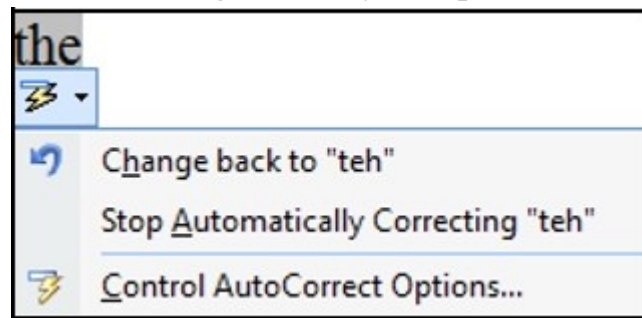 the
Change back to "teh"
Stop Automatically Correcting "teh"
Control AutoCorrect Options...